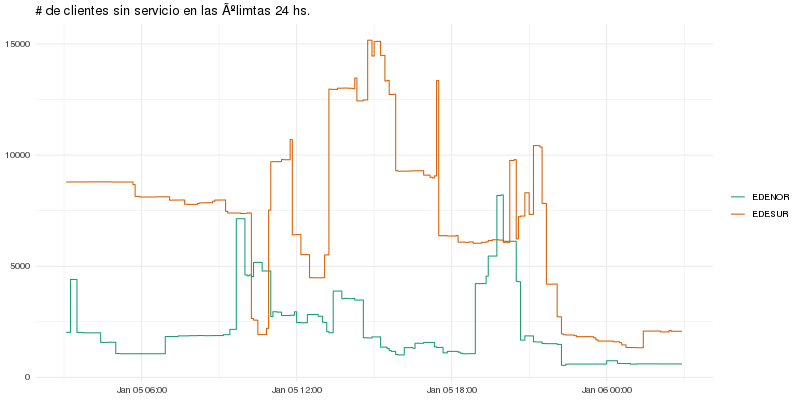 # de clientes sin servicio en las Ãºlimtas 24 hs.
15000
10000
5000
0
Jan 05 06:00
Jan 05 12:00
Jan 05 18:00
Jan 06 00:00
EDENOR
EDESUR